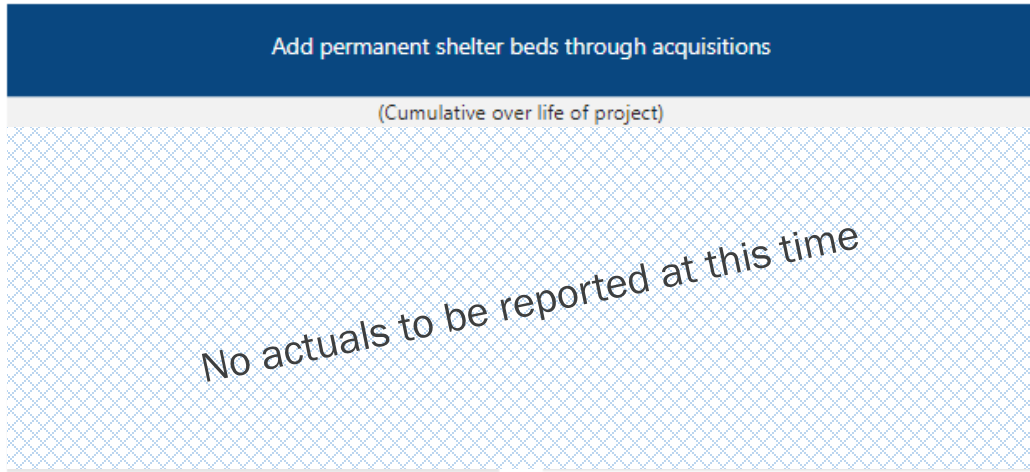 Add permanent shelter beds through acquisitions
(Cumulative over life of project)
No actuals to be reported at this time